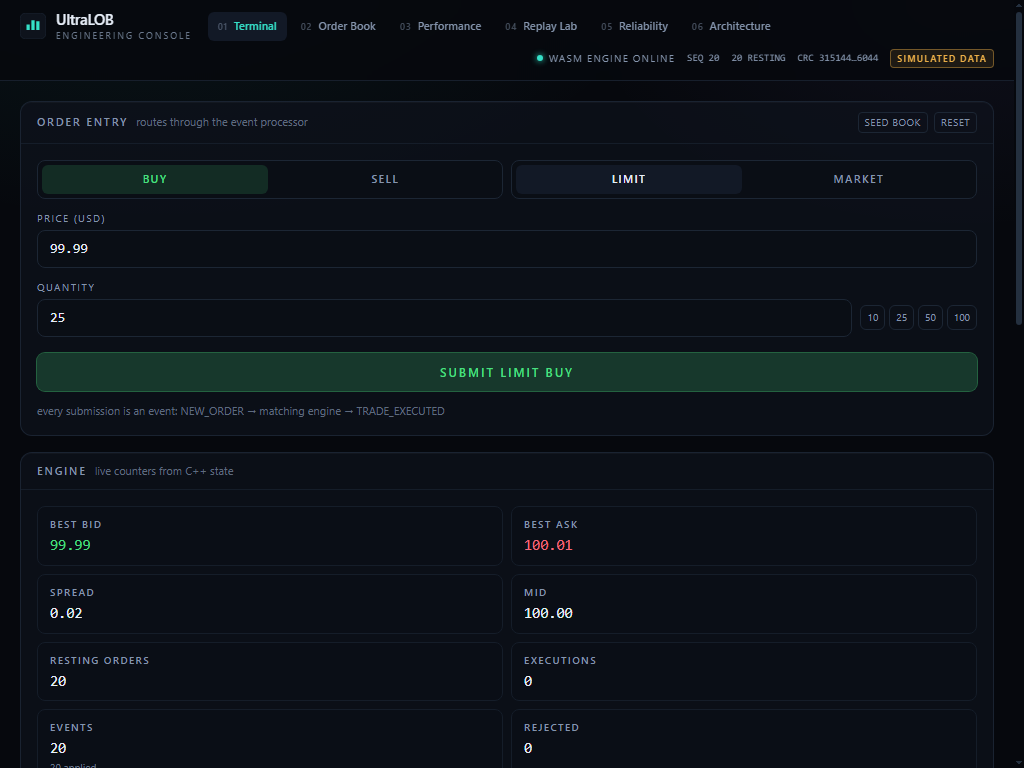 UltraLOB
ENGINEERING CONSOLE
01 Terminal
02 Order Book
03 Performance
04 Replay Lab
05 Reliability
06 Architecture
WASM ENGINE ONLINE
SEQ 20
20 RESTING
CRC 315144…6044
SIMULATED DATA
ORDER ENTRY routes through the event processor
SEED BOOK
RESET
BUY
SELL
LIMIT
MARKET
PRICE (USD)
99.99
QUANTITY
25
10
25
50
100
SUBMIT LIMIT BUY
every submission is an event: NEW_ORDER → matching engine → TRADE_EXECUTED
ENGINE live counters from C++ state
BEST BID
99.99
BEST ASK
100.01
SPREAD
0.02
MID
100.00
RESTING ORDERS
20
EXECUTIONS
0
EVENTS
20
20 applied
REJECTED
0